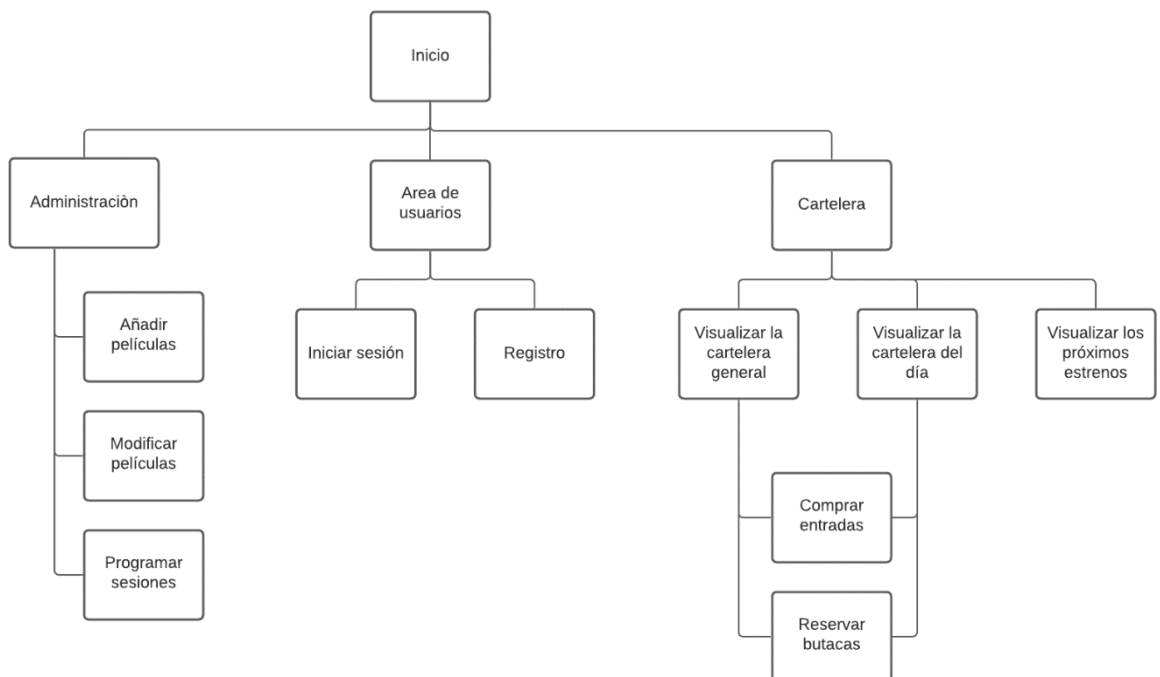 Inicio
Administraciòn
Area de
usuarios
Cartelera
Añadir
películas
Modificar
películas
Programar
sesiones
Iniciar sesión
Registro
Visualizar la
cartelera
general
Visualizar la
cartelera del
día
Visualizar los
próximos
estrenos
Comprar
entradas
Reservar
butacas